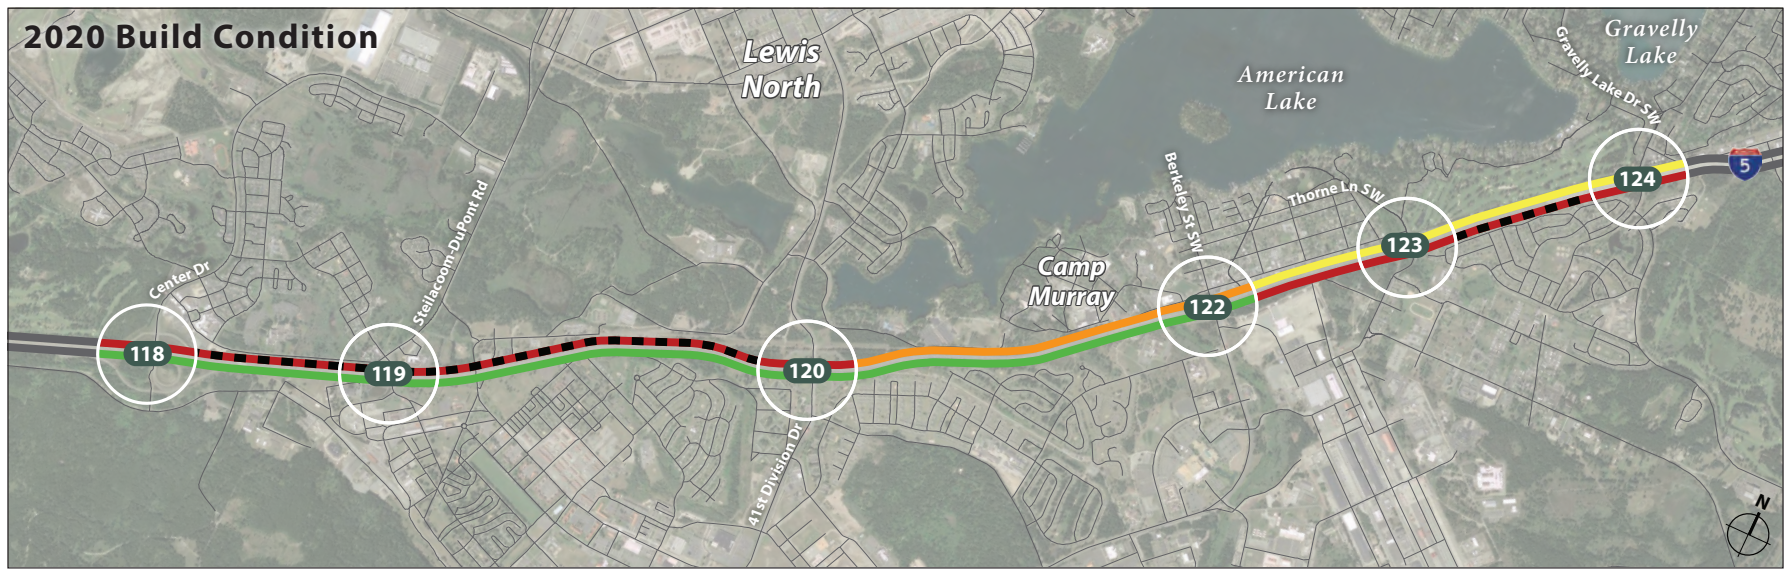 2020 Build Condition
Lewis
North
American
Lake
Gravelly
Lake
Gravelly Lake Dr SW
5
124
Berkeley St SW
Thorne Ln SW
123
Camp
Murray
122
Steilacoom-DuPont Rd
Center Dr
118
119
120
41st Division Dr
N